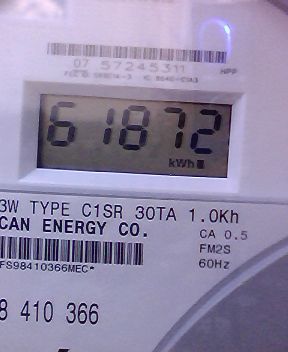 07 57245311 HPP
61872
kWh
3W TYPE C1SR 30TA 1.0Kh
CAN ENERGY CO. CA 0.5
FM2S
FS98410366MEC* 60Hz
8 410 366